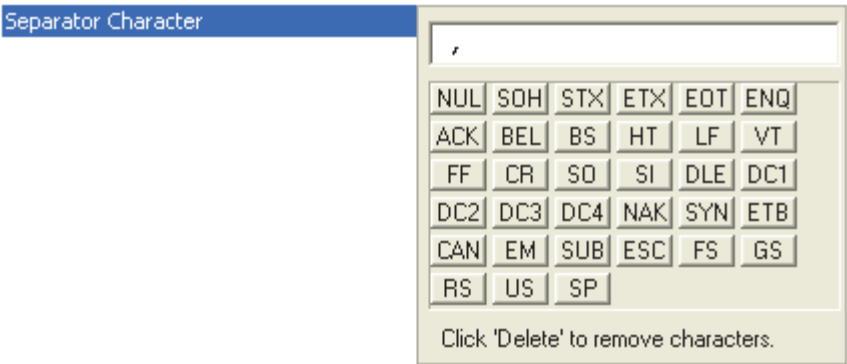 Separator Character
,
NUL SOH STX ETX EOT ENQ
ACK BEL BS HT LF VT
FF CR SO SI DLE DC1
DC2 DC3 DC4 NAK SYN ETB
CAN EM SUB ESC FS GS
RS US SP
Click 'Delete' to remove characters.